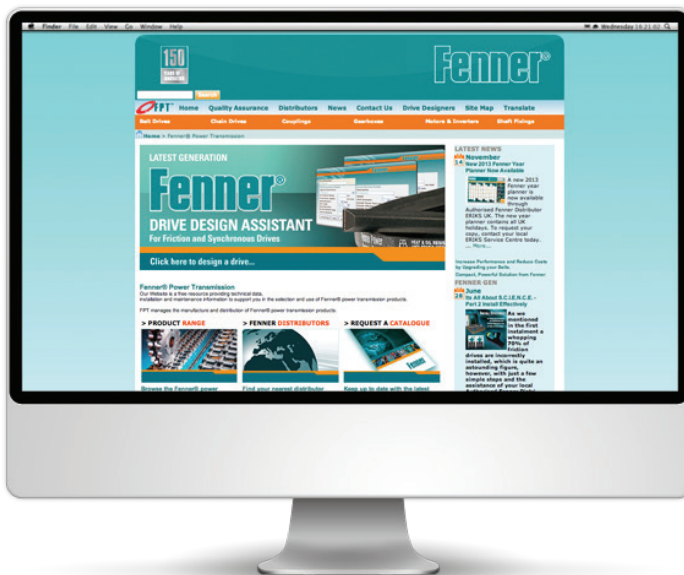 Finder File Edit View Go Window Help
Wednesday 16:21:02
150
YEARS OF
Fenner®
Search
FPT™ Home Quality Assurance Distributors News Contact Us Drive Designers Site Map Translate
Belt Drives Chain Drives Couplings Gearboxes Motors & Inverters Shaft Fixings
Home > Fenner® Power Transmission
LATEST GENERATION
Fenner®
DRIVE DESIGN ASSISTANT
For Friction and Synchronous Drives
Click here to design a drive...
Fenner® Power Transmission
Our Website is a free resource providing technical data,
installation and maintenance information to support you in the selection and use of Fenner® power transmission products.
FPT manages the manufacture and distribution of Fenner® power transmission products:
> PRODUCT RANGE
> FENNER DISTRIBUTORS
> REQUEST A CATALOGUE
Browse the Fenner® power
Find your nearest distributor
Keep up to date with the latest
LATEST NEWS
14 November
New 2013 Fenner Year
Planner Now Available
A new 2013
Fenner year
planner is
now available
through
Authorised Fenner Distributor
ERIKS UK. The new year
planner contains all UK
holidays. To request your
copy, contact your local
ERIKS Service Centre today.
... More...
Increase Performance and Reduce Costs
by Upgrading your Belts.
Compact, Powerful Solution from Fenner
FENNER GEN
28 June
Its All About S.C.I.E.N.C.E. -
Part 2 Install Effectively
As we
mentioned
in the first
instalment a
whopping
70% of
friction
drives are incorrectly
installed, which is quite an
astounding figure,
however, with just a few
simple steps and the
assistance of your local